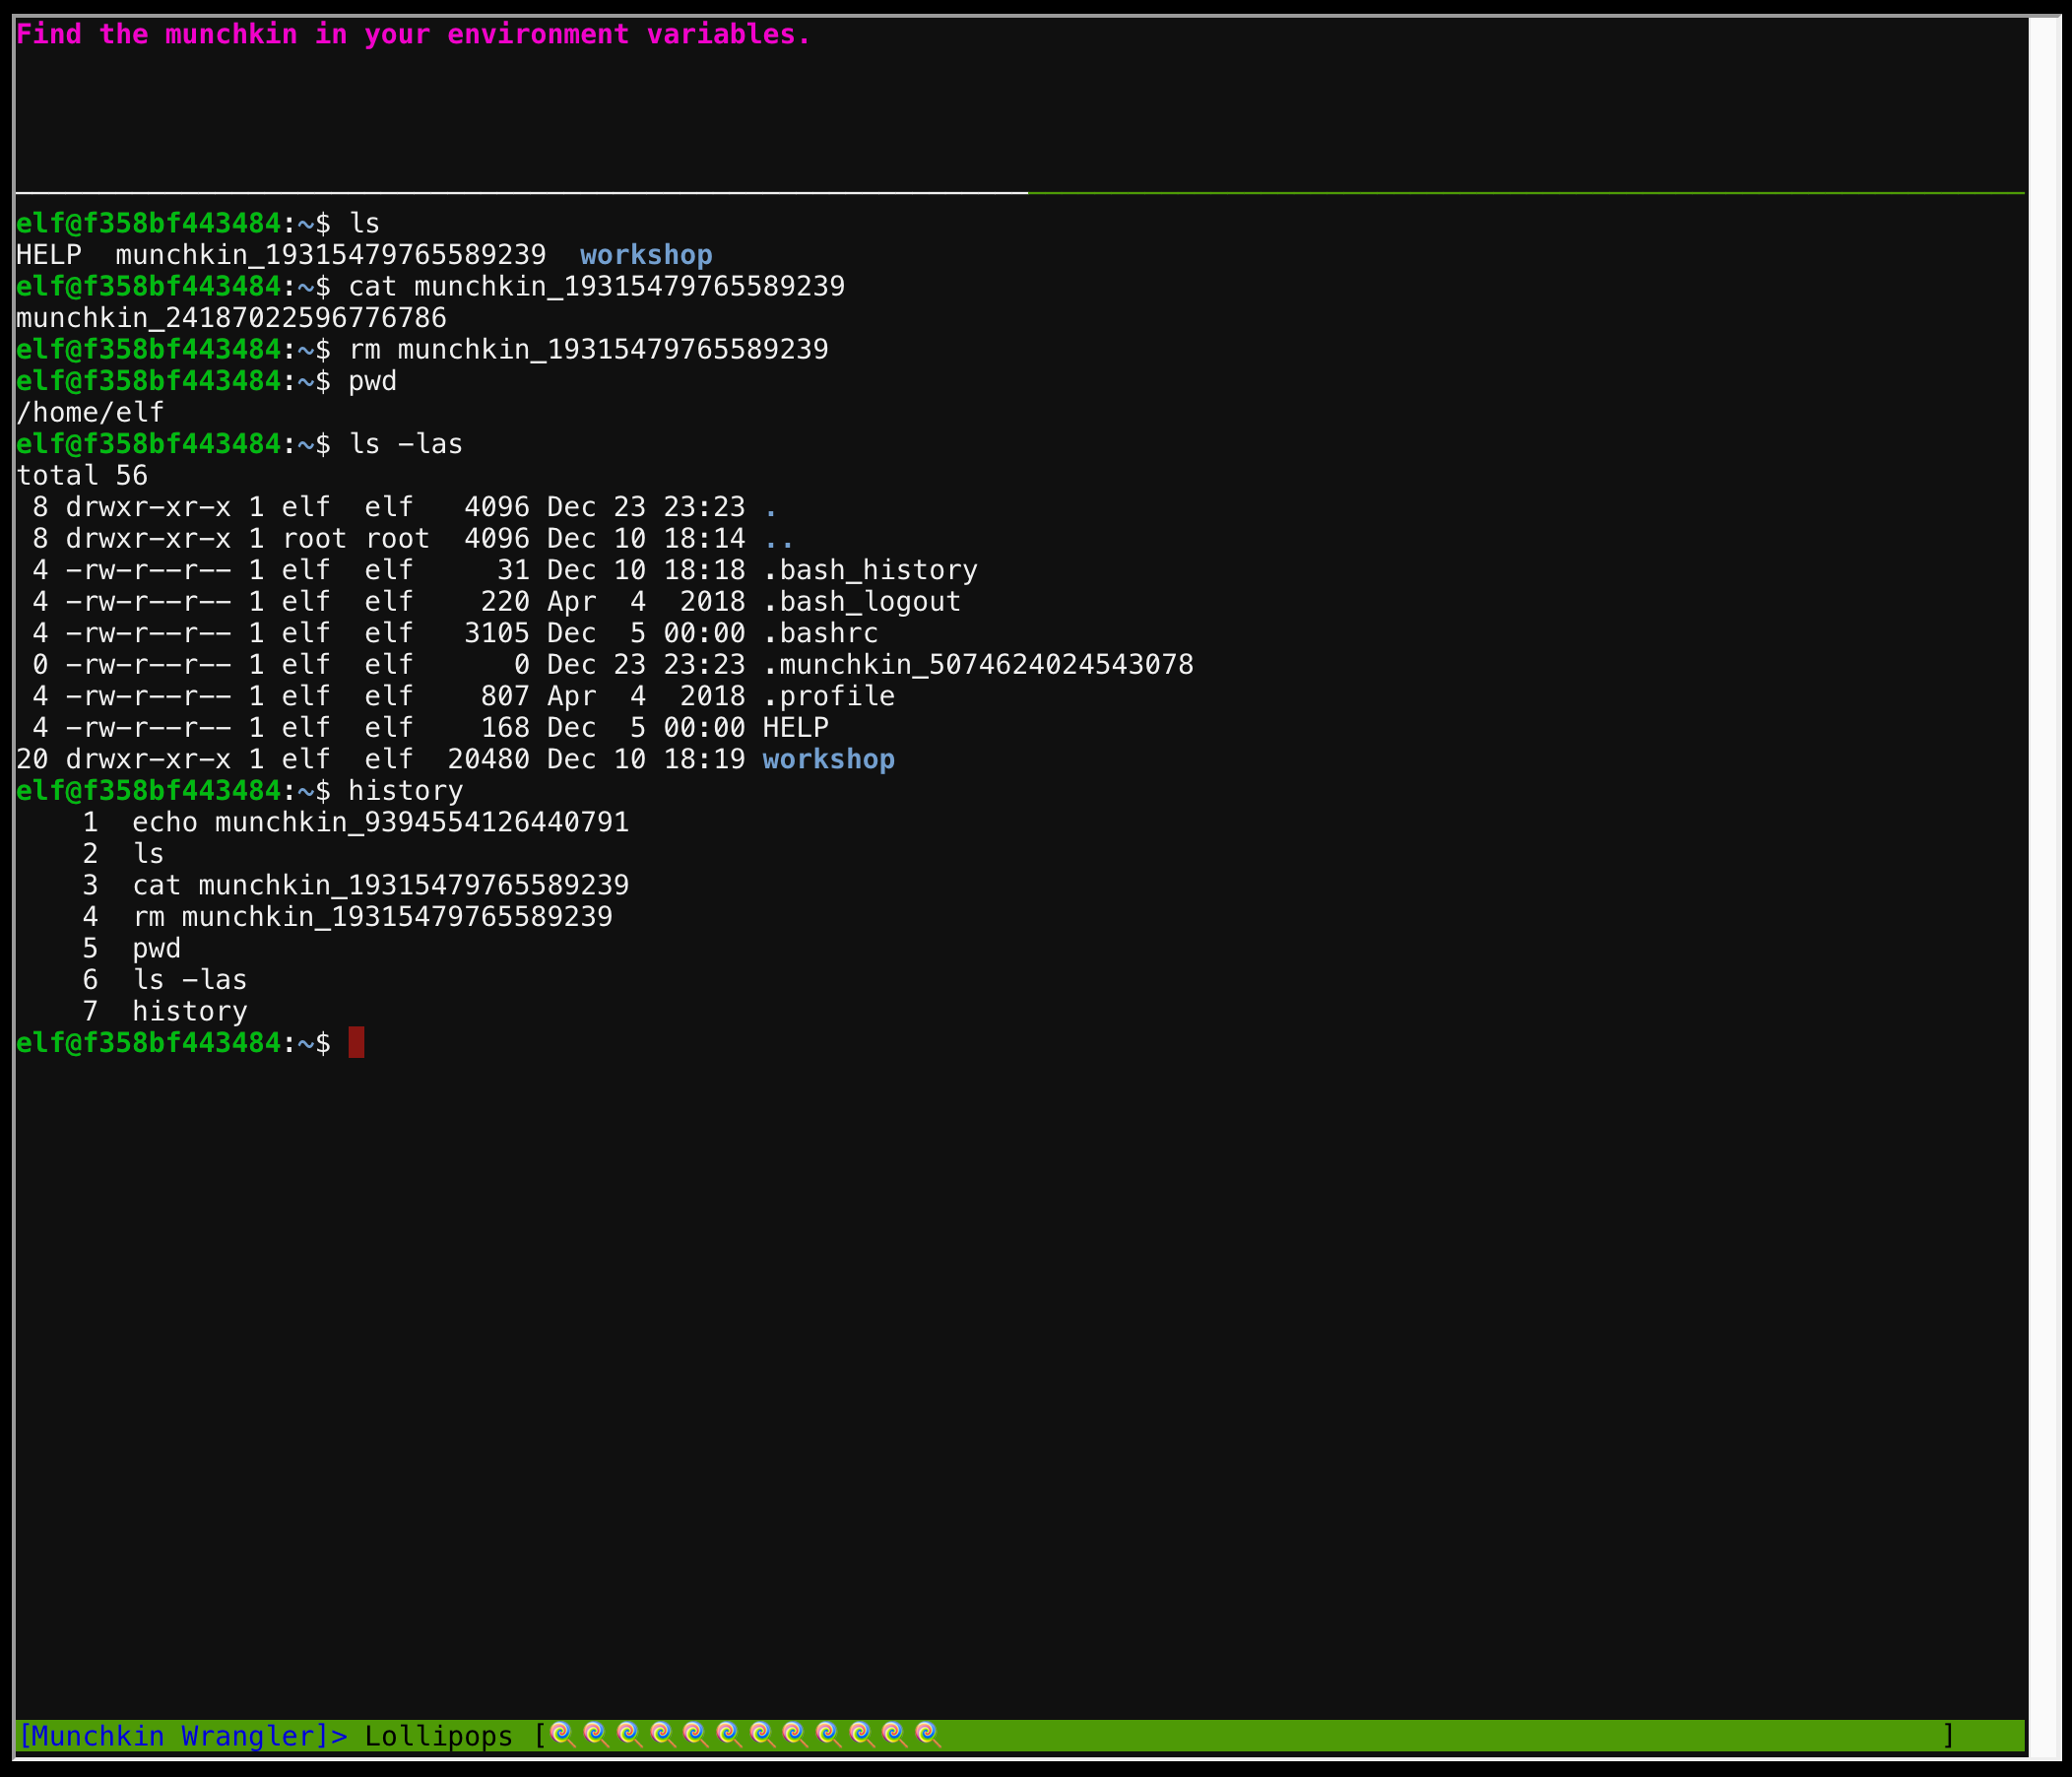 Find the munchkin in your environment variables.
elf@f358bf443484:~$ ls
HELP  munchkin_19315479765589239  workshop
elf@f358bf443484:~$ cat munchkin_19315479765589239
munchkin_24187022596776786
elf@f358bf443484:~$ rm munchkin_19315479765589239
elf@f358bf443484:~$ pwd
/home/elf
elf@f358bf443484:~$ ls -las
total 56
 8 drwxr-xr-x 1 elf  elf   4096 Dec 23 23:23 .
 8 drwxr-xr-x 1 root root  4096 Dec 10 18:14 ..
 4 -rw-r--r-- 1 elf  elf     31 Dec 10 18:18 .bash_history
 4 -rw-r--r-- 1 elf  elf    220 Apr  4  2018 .bash_logout
 4 -rw-r--r-- 1 elf  elf   3105 Dec  5 00:00 .bashrc
 0 -rw-r--r-- 1 elf  elf      0 Dec 23 23:23 .munchkin_5074624024543078
 4 -rw-r--r-- 1 elf  elf    807 Apr  4  2018 .profile
 4 -rw-r--r-- 1 elf  elf    168 Dec  5 00:00 HELP
20 drwxr-xr-x 1 elf  elf  20480 Dec 10 18:19 workshop
elf@f358bf443484:~$ history
    1  echo munchkin_9394554126440791
    2  ls
    3  cat munchkin_19315479765589239
    4  rm munchkin_19315479765589239
    5  pwd
    6  ls -las
    7  history
elf@f358bf443484:~$
[Munchkin Wrangler]> Lollipops [🍭🍭🍭🍭🍭🍭🍭🍭🍭🍭🍭🍭 ]